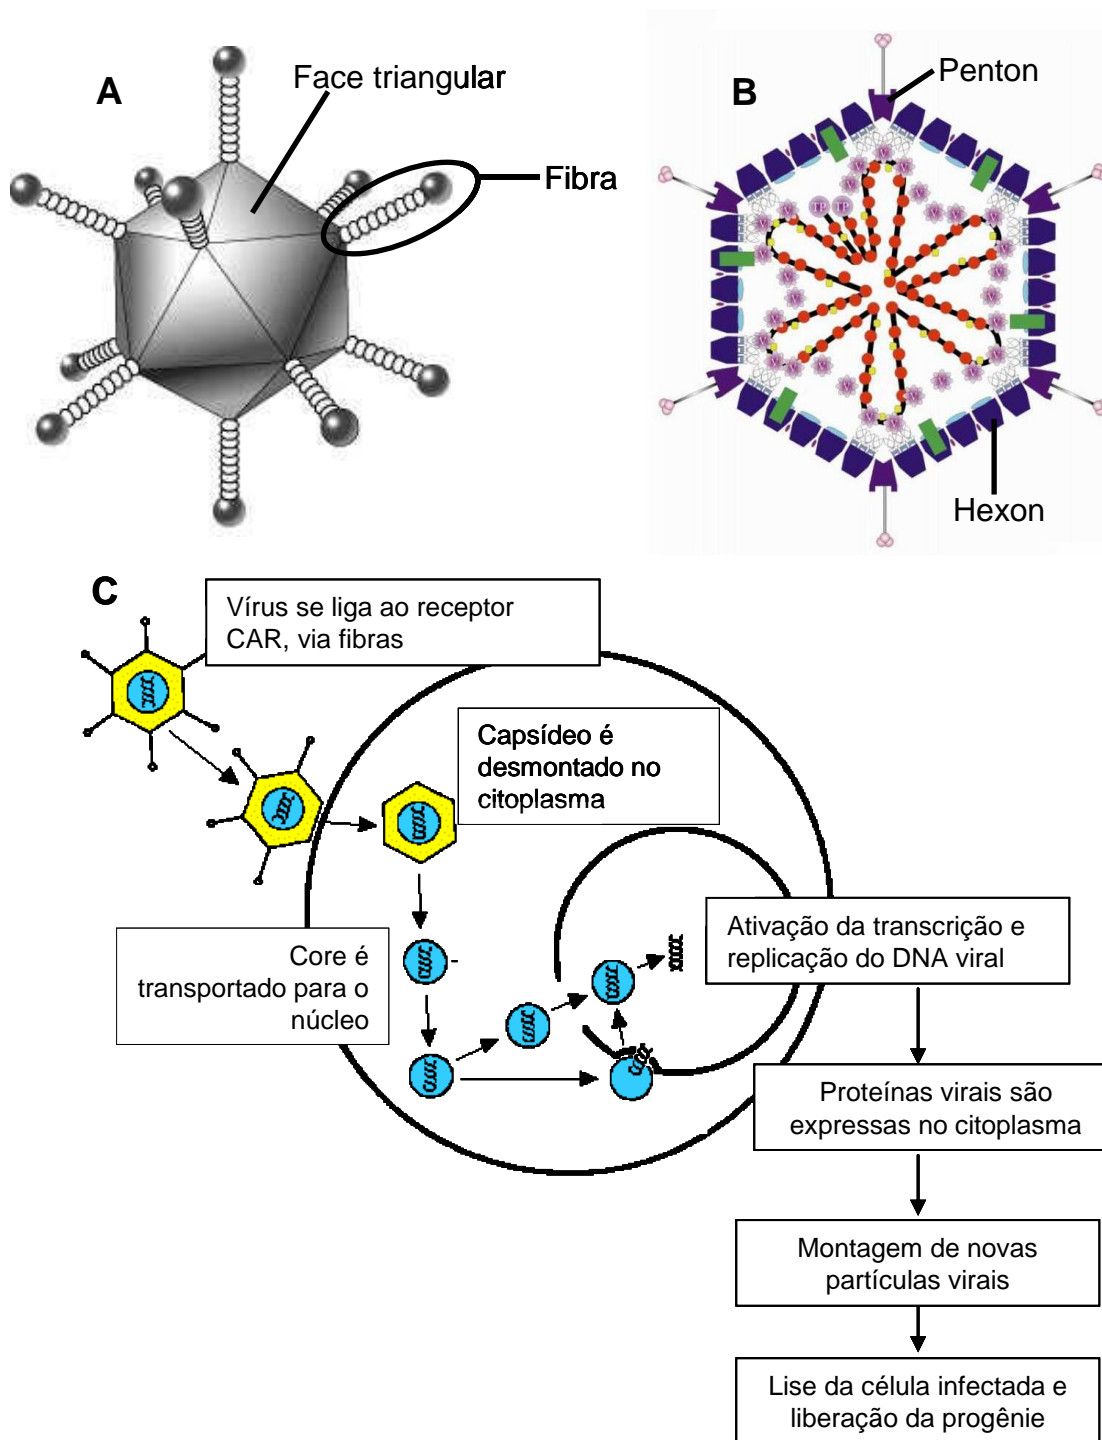 A
Face triangular
Fibra
B
Penton
TP TP
V V V V V V V V V V V V V V V V V V V V V V V V V
Hexon
C
Vírus se liga ao receptor
CAR, via fibras
Capsídeo é
desmontado no
citoplasma
Core é
transportado para o
núcleo
Ativação da transcrição e
replicação do DNA viral
Proteínas virais são
expressas no citoplasma
Montagem de novas
partículas virais
Lise da célula infectada e
liberação da progênie